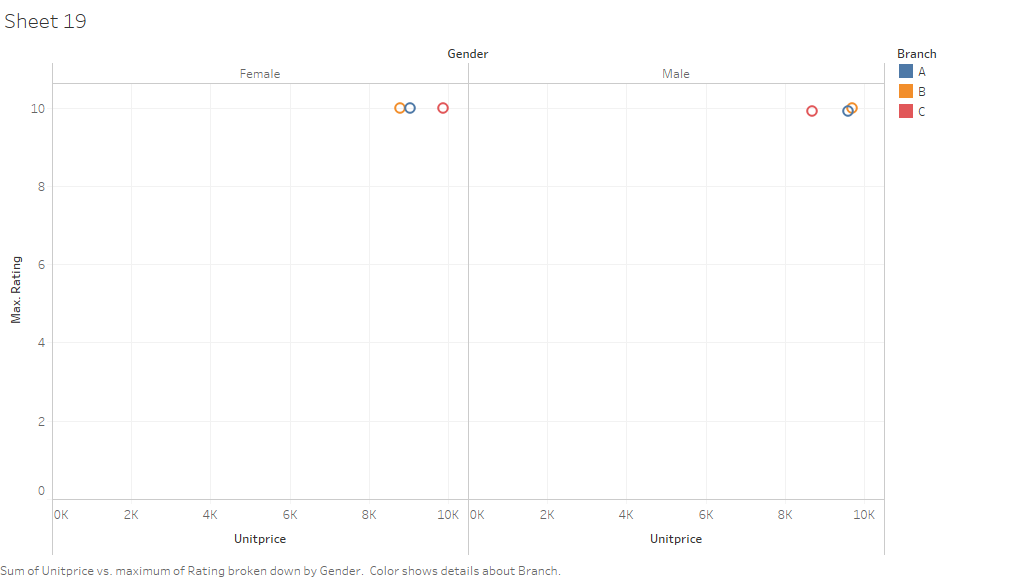 Sheet 19
Gender
Female
Male
10
8
6
4
2
0
Max. Rating
0K 2K 4K 6K 8K 10K 0K 2K 4K 6K 8K 10K
Unitprice
Unitprice
Branch
A
B
C
Sum of Unitprice vs. maximum of Rating broken down by Gender. Color shows details about Branch.